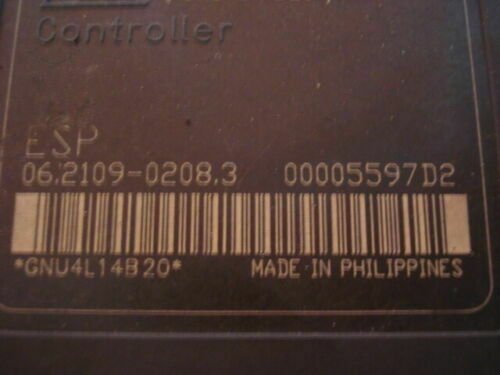 Controller
ESP
06.2109-0208.3 00005597D2
*GNU4L14B20* MADE IN PHILIPPINES